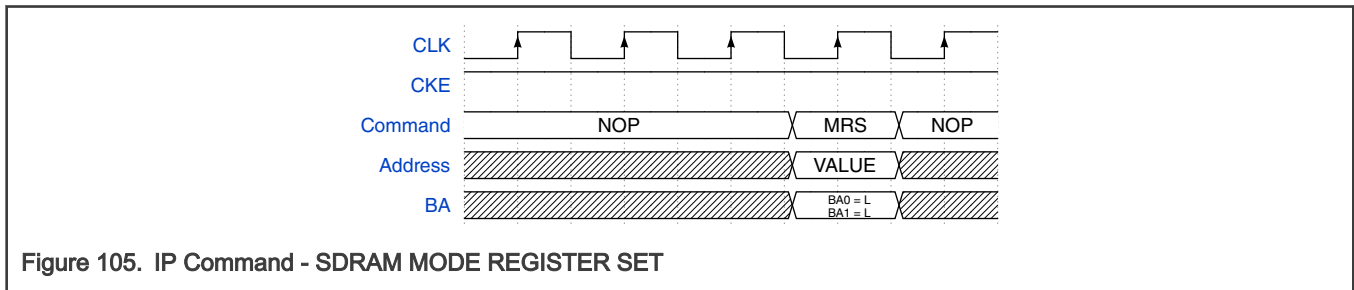 CLK
CKE
Command NOP MRS NOP
Address VALUE
BA BA0 = L
BA1 = L
Figure 105. IP Command - SDRAM MODE REGISTER SET